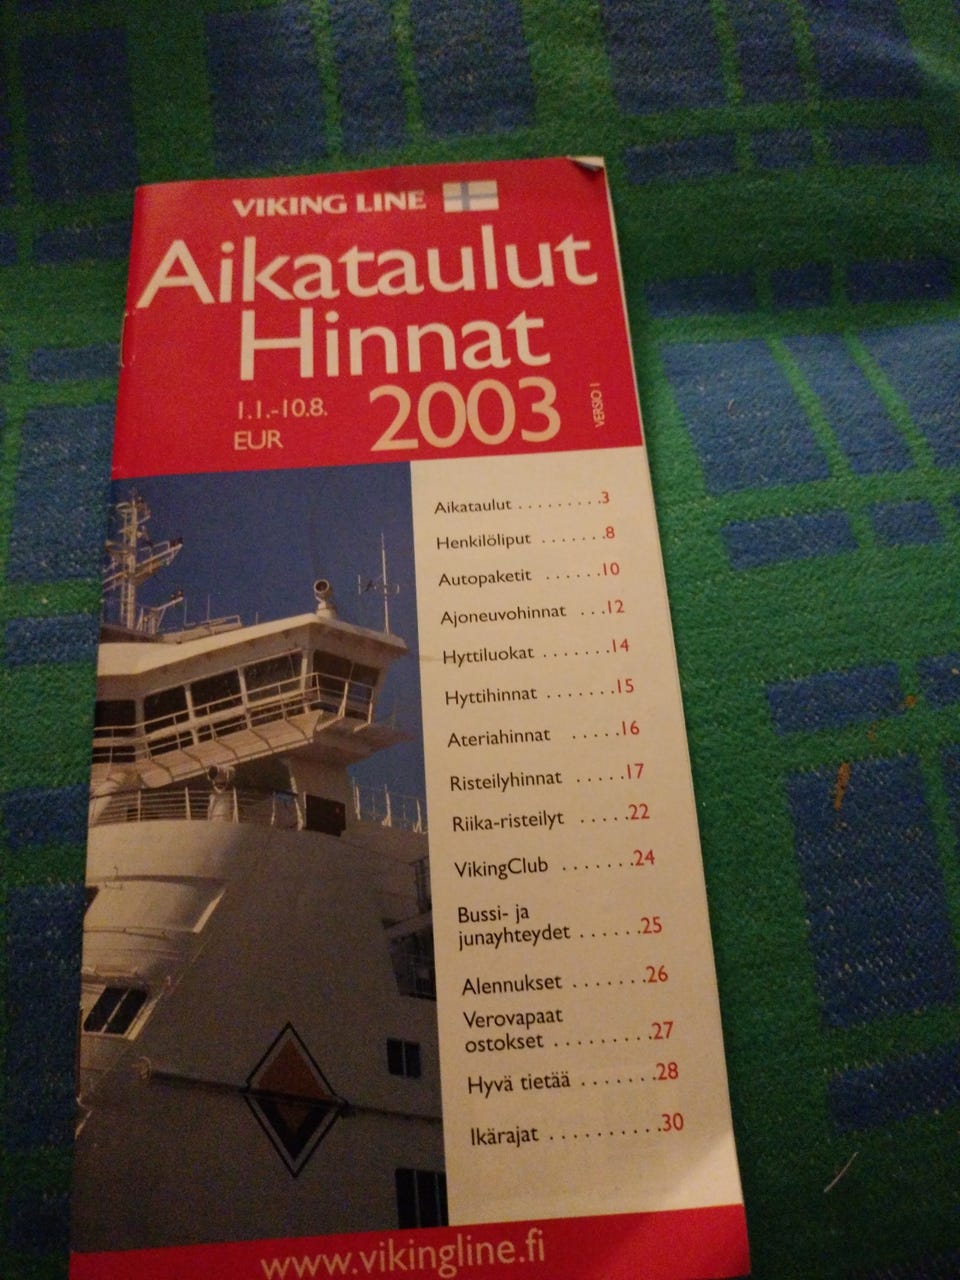 VIKING LINE
Aikataulut
Hinnat
1.1.-10.8.
EUR
2003
VERSIO 1
Aikataulut . . . . . . . . .3
Henkilöliput . . . . . . .8
Autopaketit . . . . . .10
Ajoneuvohinnat . . .12
Hyttiluokat . . . . . . .14
Hyttihinnat . . . . . . .15
Ateriahinnat . . . . .16
Risteilyhinnat . . . . .17
Riika-risteilyt . . . . .22
VikingClub . . . . . . .24
Bussi- ja
junayhteydet . . . . . .25
Alennukset . . . . . . .26
Verovapaat
ostokset . . . . . . . . .27
Hyvä tietää . . . . . . .28
Ikärajat . . . . . . . . . .30
www.vikingline.fi